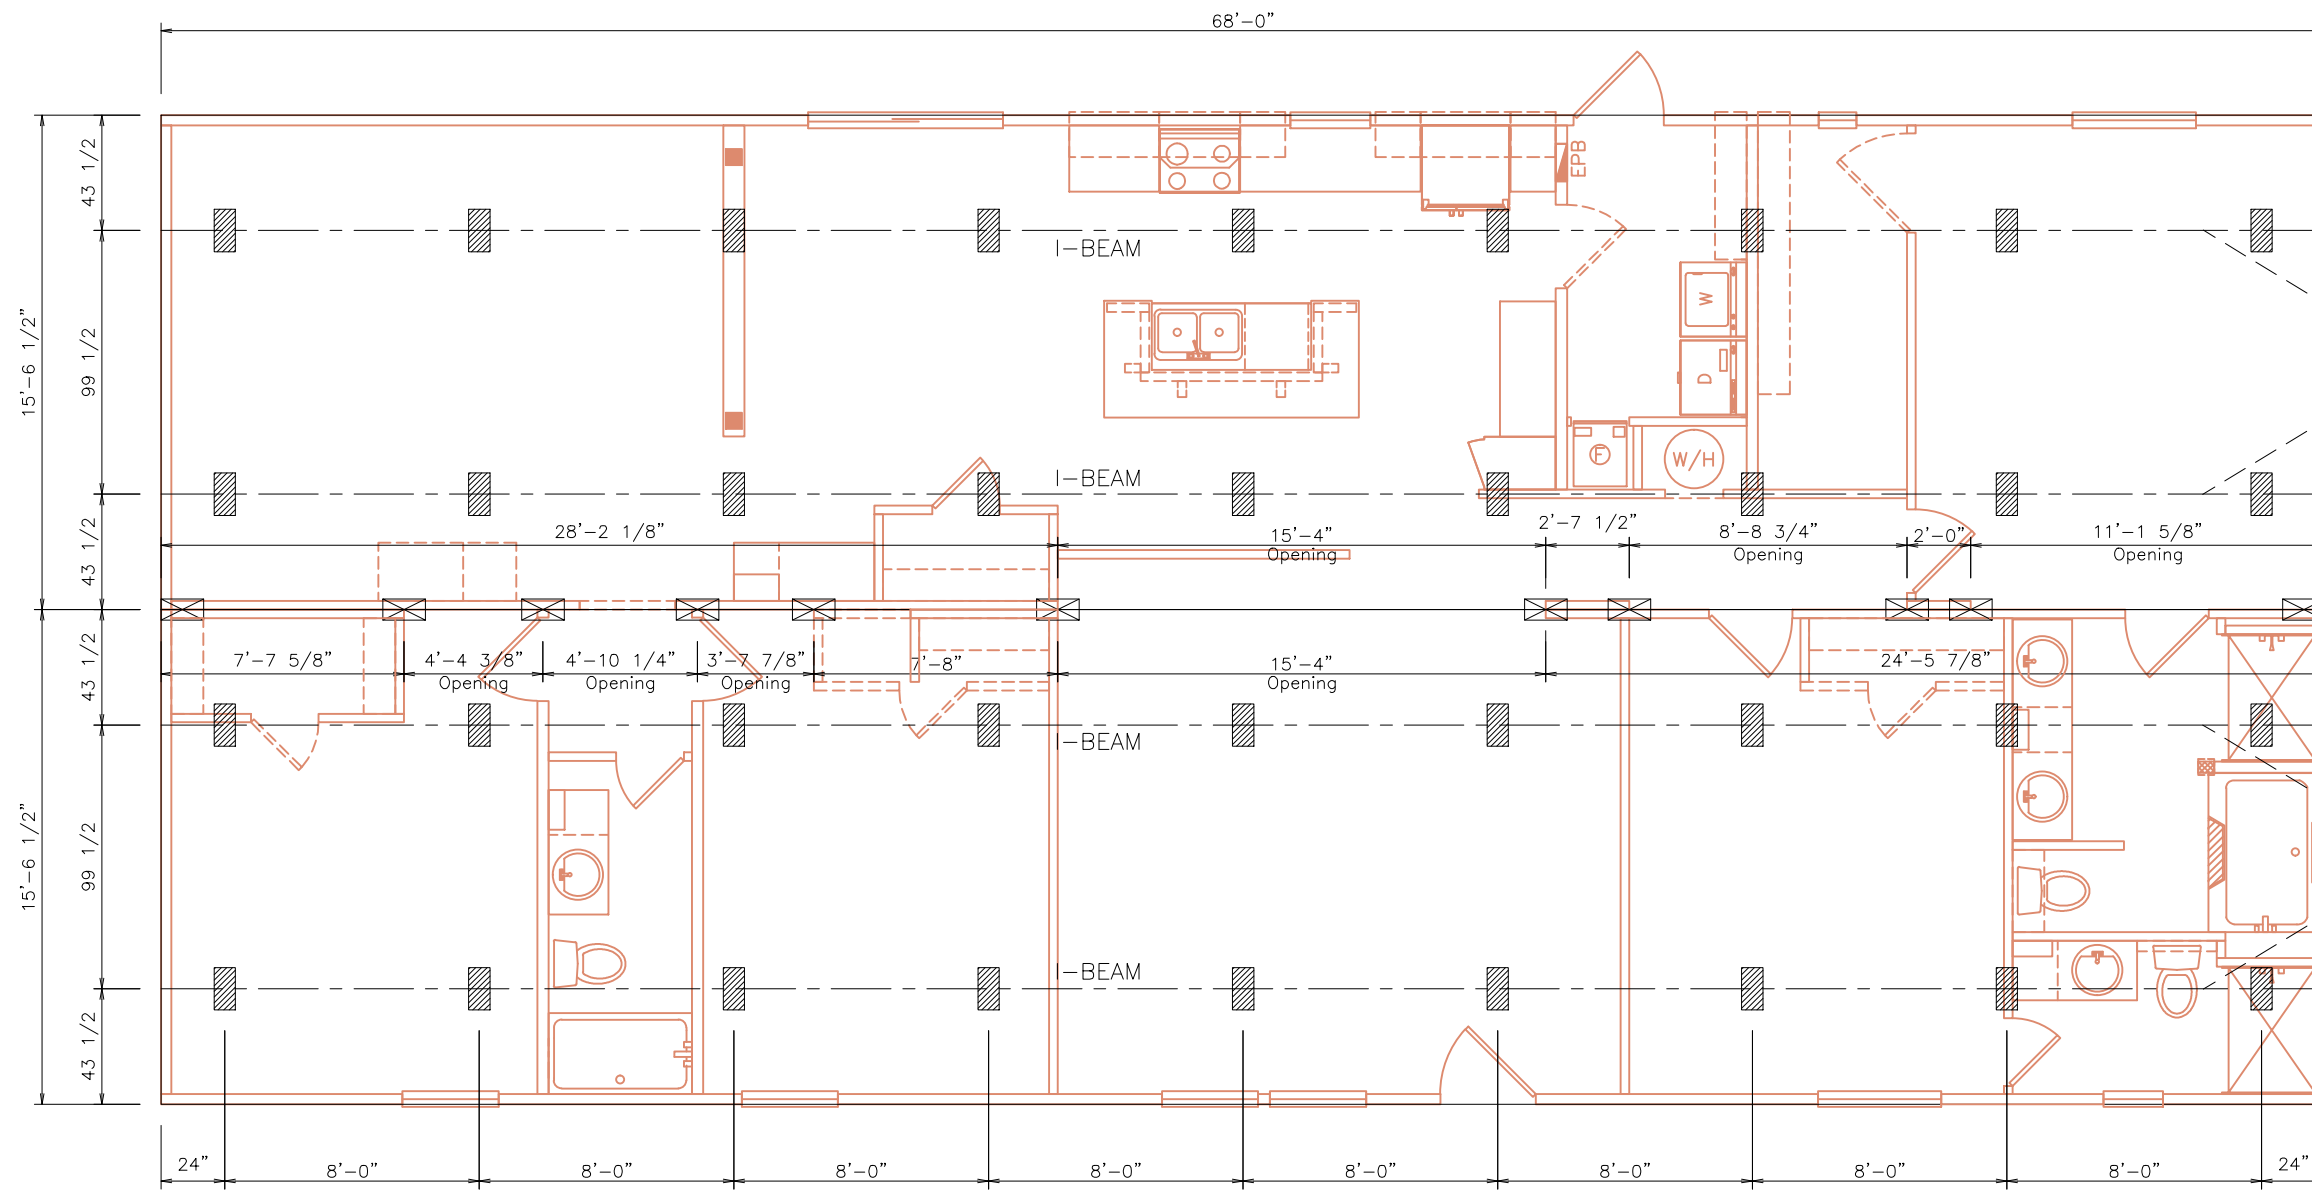 68'-0"
43 1/2
99 1/2
43 1/2
15'-6 1/2"
EPB
I-BEAM
W
D
F
W/H
I-BEAM
28'-2 1/8"
15'-4"
Opening
2'-7 1/2"
8'-8 3/4"
Opening
2'-0"
11'-1 5/8"
Opening
7'-7 5/8"
4'-4 3/8"
Opening
4'-10 1/4"
Opening
3'-7 7/8"
Opening
7'-8"
15'-4"
Opening
24'-5 7/8"
43 1/2
99 1/2
43 1/2
15'-6 1/2"
I-BEAM
I-BEAM
24"
8'-0"
8'-0"
8'-0"
8'-0"
8'-0"
8'-0"
8'-0"
8'-0"
24"